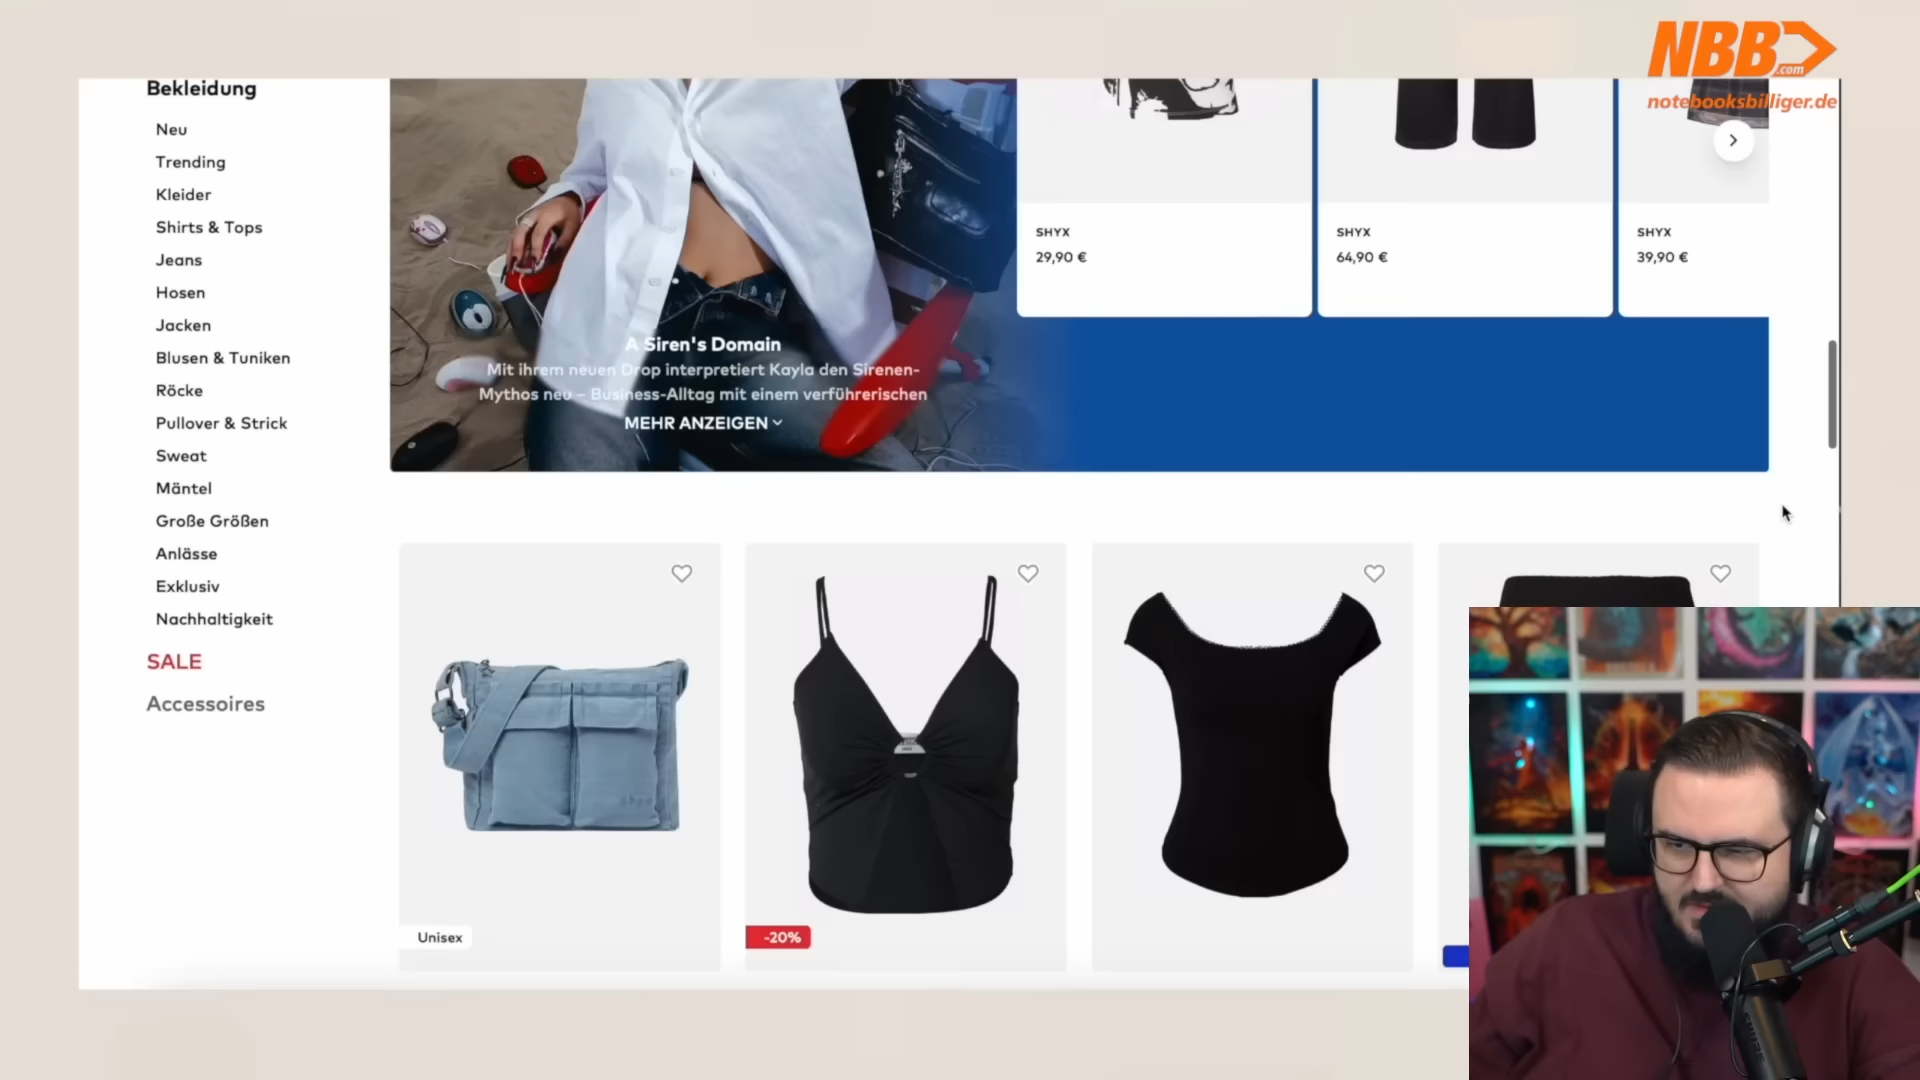 NBB.com
notebooksbilliger.de
Bekleidung
Neu
Trending
Kleider
Shirts & Tops
Jeans
Hosen
Jacken
Blusen & Tuniken
Röcke
Pullover & Strick
Sweat
Mäntel
Große Größen
Anlässe
Exklusiv
Nachhaltigkeit
SALE
Accessoires
A Siren's Domain
Mit ihrem neuen Drop interpretiert Kayla den Sirenen-
Mythos neu – Business-Alltag mit einem verführerischen
MEHR ANZEIGEN
SHYX
29,90 €
SHYX
64,90 €
SHYX
39,90 €
Unisex
-20%